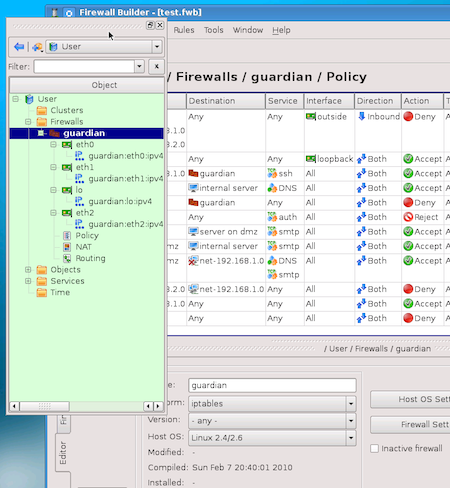 Firewall Builder - [test.fwb]
Rules Tools Window Help
User
Filter:
x
/ Firewalls / guardian / Policy
Object
User
Clusters
Firewalls
guardian
eth0
guardian:eth0:ipv4
eth1
guardian:eth1:ipv4
lo
guardian:lo:ipv4
eth2
guardian:eth2:ipv4
Policy
NAT
Routing
Objects
Services
Time
Destination Service Interface Direction Action
Any Any outside Inbound Deny
3.1.0
3.2.0
Any Any loopback Both Accept
3.1.0 guardian ssh All Both Accept
internal server DNS All Both Accept
guardian Any All Both Deny
Any auth All Both Reject
server on dmz smtp All Both Accept
mz internal server smtp All Both Accept
mz net-192.168.1.0 DNS All Both Accept
smtp
3.2.0 net-192.168.1.0 Any All Both Deny
3.1.0 Any Any All Both Accept
Any Any All Both Deny
/ User / Firewalls / guardian
e: guardian
orm: iptables
Version: - any -
Host OS: Linux 2.4/2.6
Modified: -
Compiled: Sun Feb 7 20:40:01 2010
Installed: -
Host OS Sett
Firewall Sett
Inactive firewall
Editor